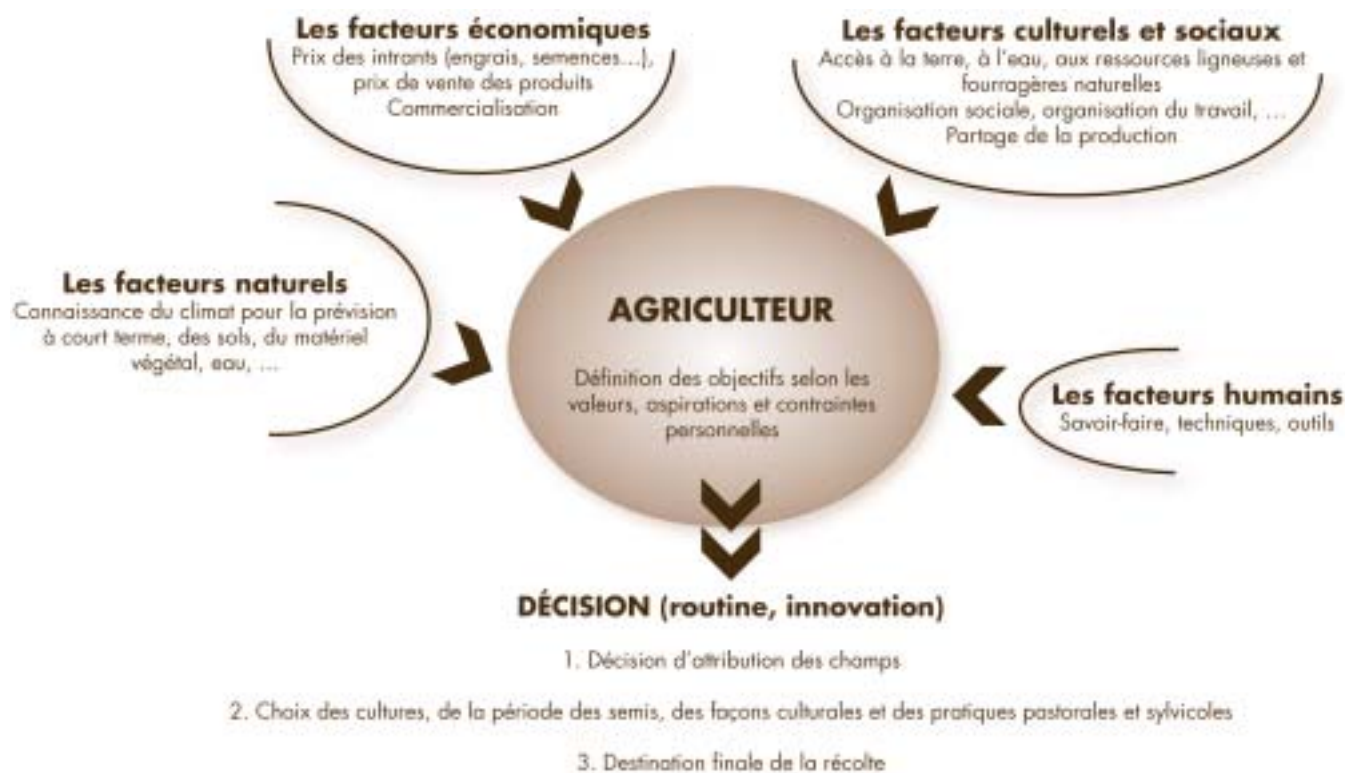 Les facteurs économiques
Prix des intrants (engrais, semences...),
prix de vente des produits
Commercialisation
Les facteurs culturels et sociaux
Accès à la terre, à l'eau, aux ressources ligneuses et
fourragères naturelles
Organisation sociale, organisation du travail, ...
Partage de la production
Les facteurs naturels
Connaissance du climat pour la prévision
à court terme, des sols, du matériel
végétal, eau, ...
AGRICULTEUR
Définition des objectifs selon les
valeurs, aspirations et contraintes
personnelles
Les facteurs humains
Savoir-faire, techniques, outils
DÉCISION (routine, innovation)
1. Décision d'attribution des champs
2. Choix des cultures, de la période des semis, des façons culturales et des pratiques pastorales et sylvicoles
3. Destination finale de la récolte